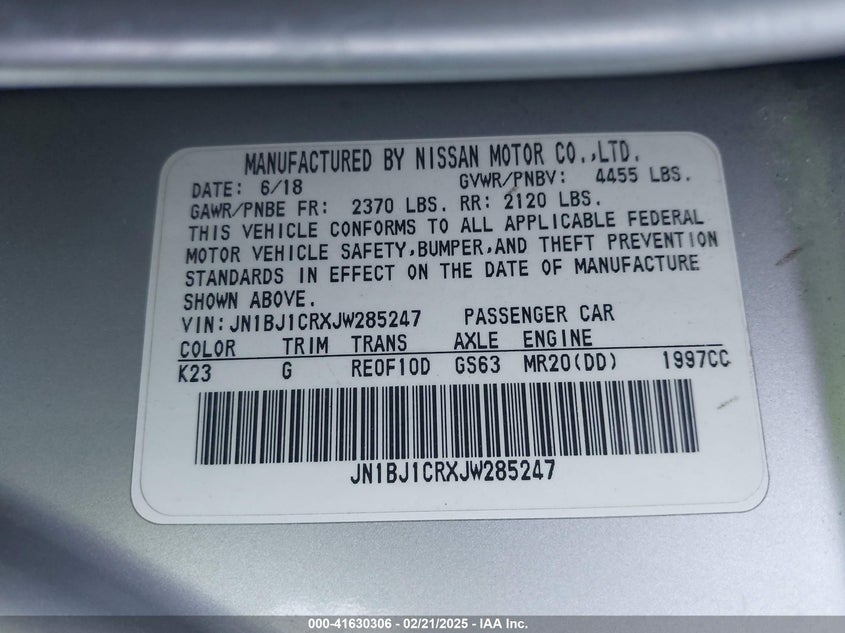 MANUFACTURED BY NISSAN MOTOR CO.,LTD.
DATE: 6/18 GVWR/PNBV: 4455 LBS.
GAWR/PNBE FR: 2370 LBS. RR: 2120 LBS.
THIS VEHICLE CONFORMS TO ALL APPLICABLE FEDERAL
MOTOR VEHICLE SAFETY,BUMPER,AND THEFT PREVENTION
STANDARDS IN EFFECT ON THE DATE OF MANUFACTURE
SHOWN ABOVE.
VIN:JN1BJ1CRXJW285247 PASSENGER CAR
COLOR TRIM TRANS AXLE ENGINE
K23 G RE0F10D GS63 MR20(DD) 1997CC
JN1BJ1CRXJW285247
000-41630306 - 02/21/2025 - IAA Inc.